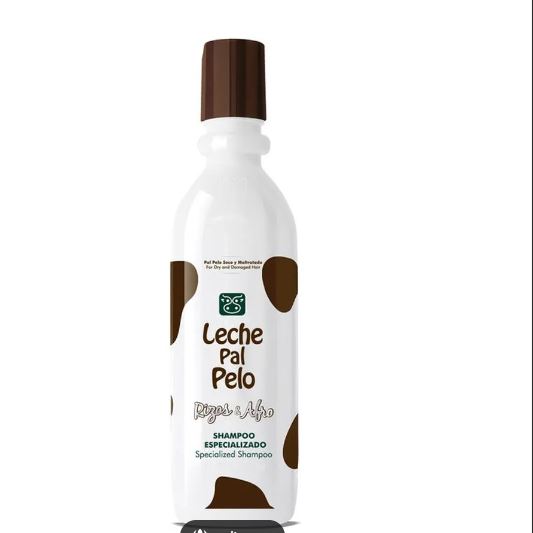 Pal Pelo Seco y Maltratado
For Dry and Damaged Hair
Leche
Pal
Pelo
Rizos & Afro
SHAMPOO
ESPECIALIZADO
Specialized Shampoo